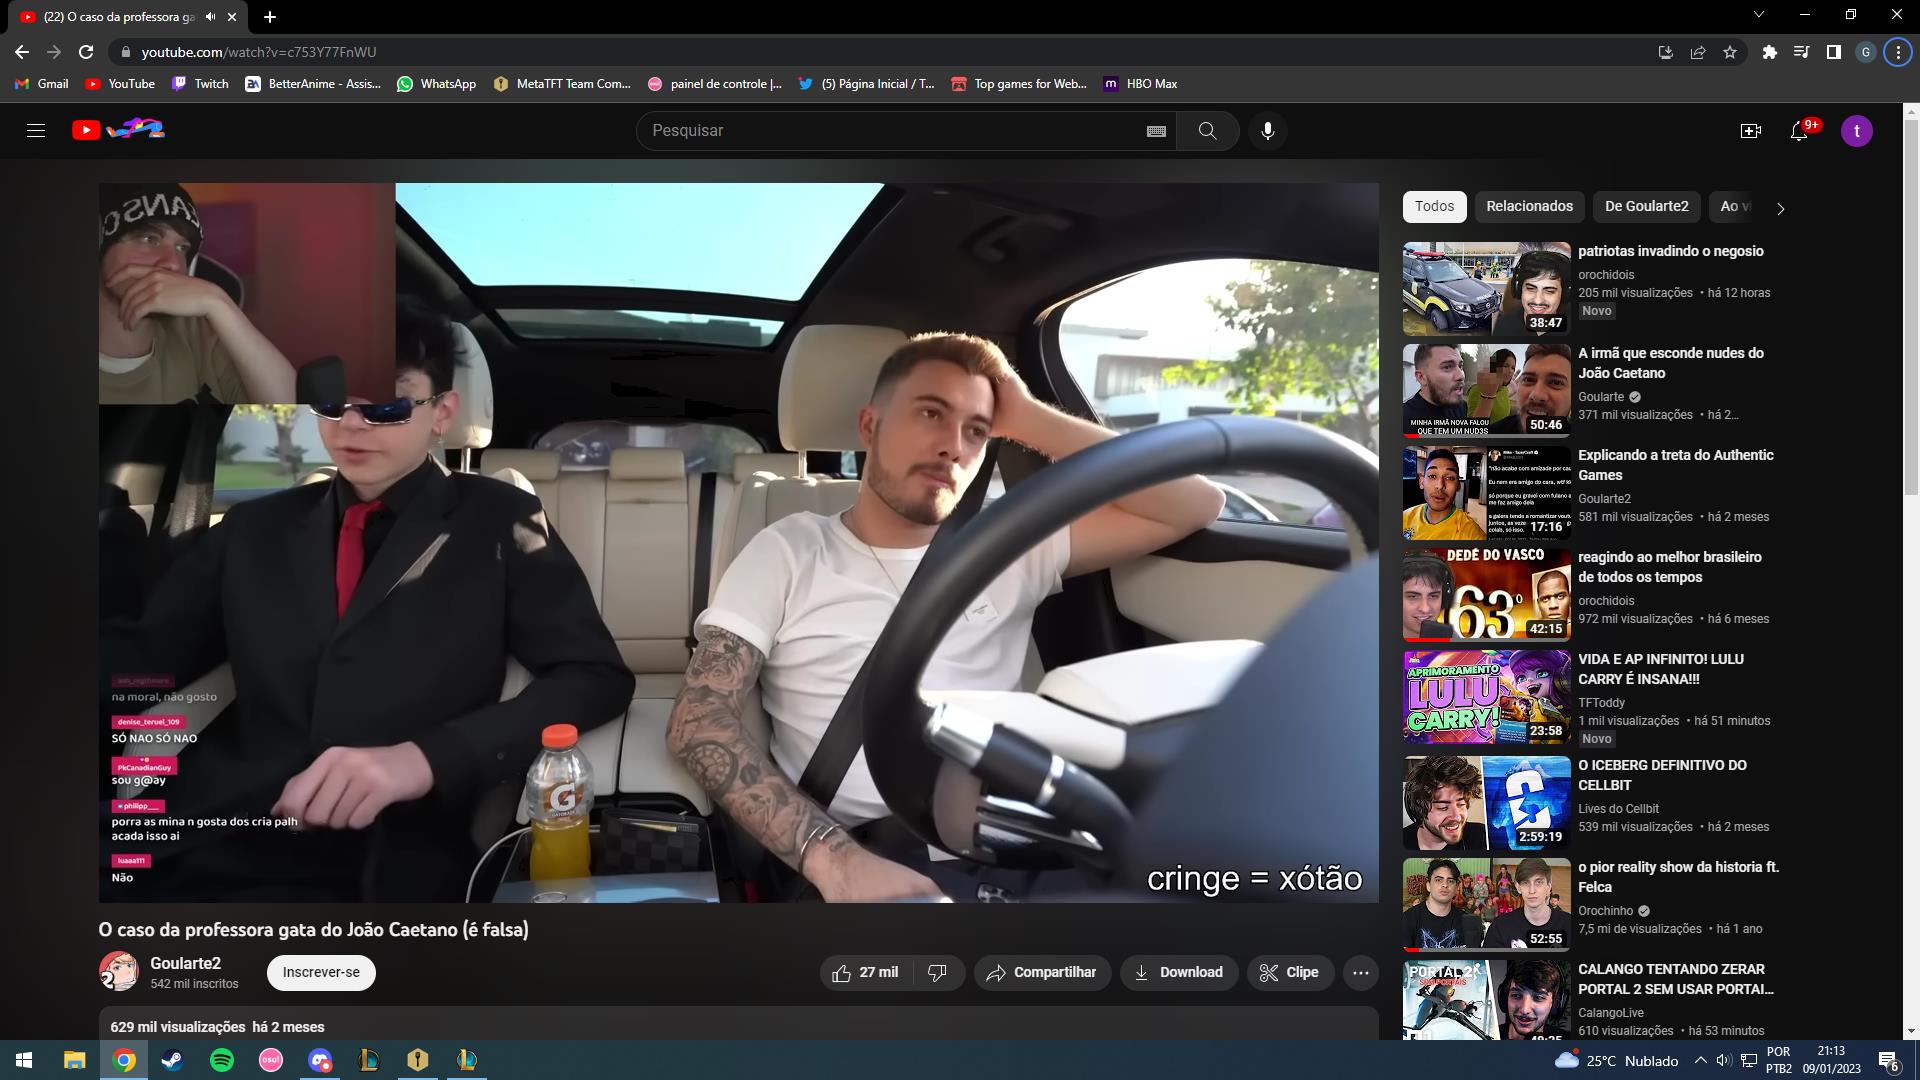 (22) O caso da professora ga
youtube.com/watch?v=c753Y77FnWU
G
Gmail
YouTube
Twitch
BetterAnime - Assis...
WhatsApp
MetaTFT Team Com...
painel de controle |...
(5) Página Inicial / T...
Top games for Web...
HBO Max
Pesquisar
9+
t
na moral, não gosto
denise_teruel_109
SÓ NAO SÓ NAO
PkCanadianGuy
sou g@ay
philipp___
porra as mina n gosta dos cria palh
acada isso ai
luaaa111
Não
G
cringe = xótão
O caso da professora gata do João Caetano (é falsa)
Goularte2
542 mil inscritos
Inscrever-se
27 mil
Compartilhar
Download
Clipe
629 mil visualizações há 2 meses
Todos
Relacionados
De Goularte2
Ao vi
38:47
patriotas invadindo o negosio
orochidois
205 mil visualizações • há 12 horas
Novo
MINHA IRMÃ NOVA FALOU
QUE TEM UM NUD3S
50:46
A irmã que esconde nudes do
João Caetano
Goularte
371 mil visualizações • há 2...
17:16
Explicando a treta do Authentic
Games
Goularte2
581 mil visualizações • há 2 meses
DEDÊ DO VASCO
63º
42:15
reagindo ao melhor brasileiro
de todos os tempos
orochidois
972 mil visualizações • há 6 meses
APRIMORAMENTO
LULU
CARRY!
23:58
VIDA E AP INFINITO! LULU
CARRY É INSANA!!!
TFToddy
1 mil visualizações • há 51 minutos
Novo
2:59:19
O ICEBERG DEFINITIVO DO
CELLBIT
Lives do Cellbit
539 mil visualizações • há 2 meses
52:55
o pior reality show da historia ft.
Felca
Orochinho
7,5 mi de visualizações • há 1 ano
PORTAL 2
SEM PORTAIS
CALANGO TENTANDO ZERAR
PORTAL 2 SEM USAR PORTAI...
CalangoLive
610 visualizações • há 53 minutos
osu!
25°C Nublado
POR
PTB2
21:13
09/01/2023
6